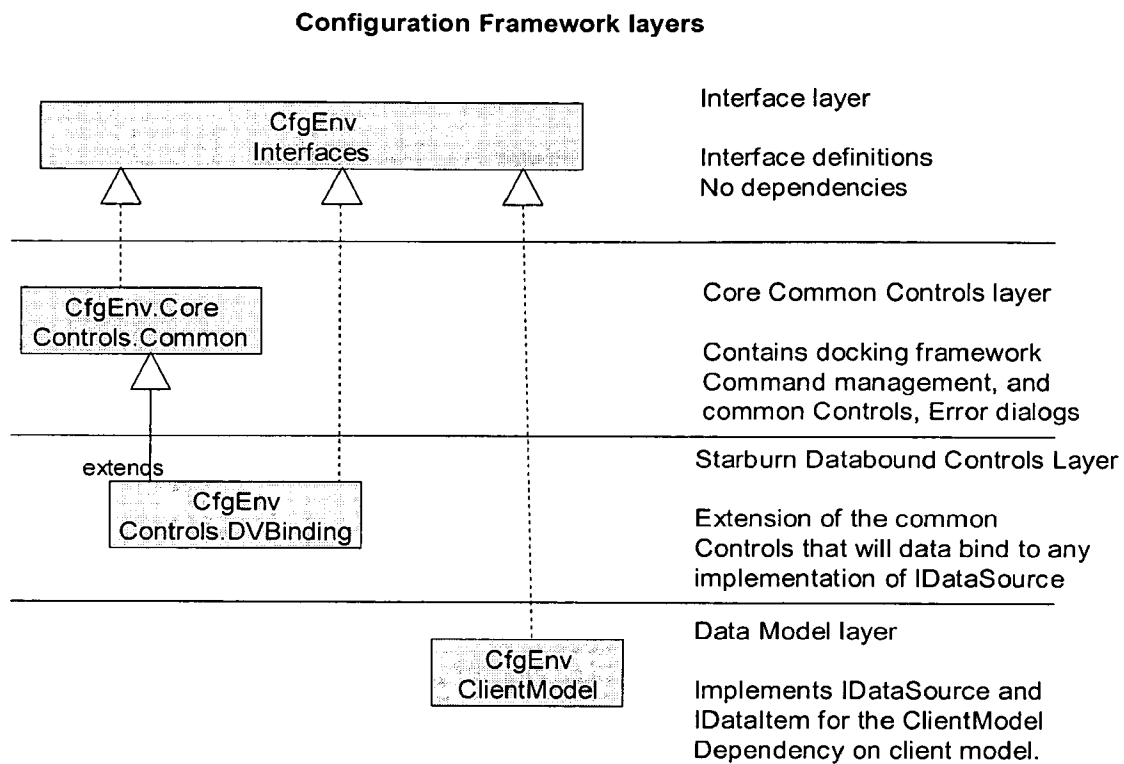 Configuration Framework layers
CfgEnv
Interfaces
Interface layer
Interface definitions
No dependencies
CfgEnv.Core
Controls.Common
Core Common Controls layer
Contains docking framework
Command management, and
common Controls, Error dialogs
extends
CfgEnv
Controls.DVBinding
Starburn Databound Controls Layer
Extension of the common
Controls that will data bind to any
implementation of IDataSource
CfgEnv
ClientModel
Data Model layer
Implements IDataSource and
IDataItem for the ClientModel
Dependency on client model.